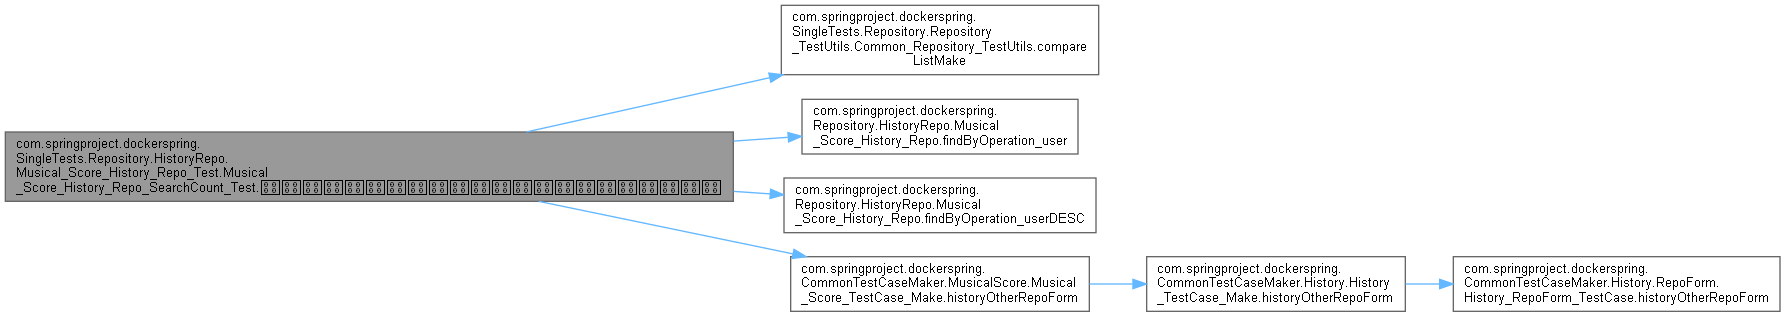 com.springproject.dockerspring.
SingleTests.Repository.Repository
_TestUtils.Common_Repository_TestUtils.compare
ListMake
com.springproject.dockerspring.
Repository.HistoryRepo.Musical
_Score_History_Repo.findByOperation_user
com.springproject.dockerspring.
SingleTests.Repository.HistoryRepo.
Musical_Score_History_Repo_Test.Musical
_Score_History_Repo_SearchCount_Test.
com.springproject.dockerspring.
Repository.HistoryRepo.Musical
_Score_History_Repo.findByOperation_userDESC
com.springproject.dockerspring.
CommonTestCaseMaker.MusicalScore.Musical
_Score_TestCase_Make.historyOtherRepoForm
com.springproject.dockerspring.
CommonTestCaseMaker.History.History
_TestCase_Make.historyOtherRepoForm
com.springproject.dockerspring.
CommonTestCaseMaker.History.RepoForm.
History_RepoForm_TestCase.historyOtherRepoForm